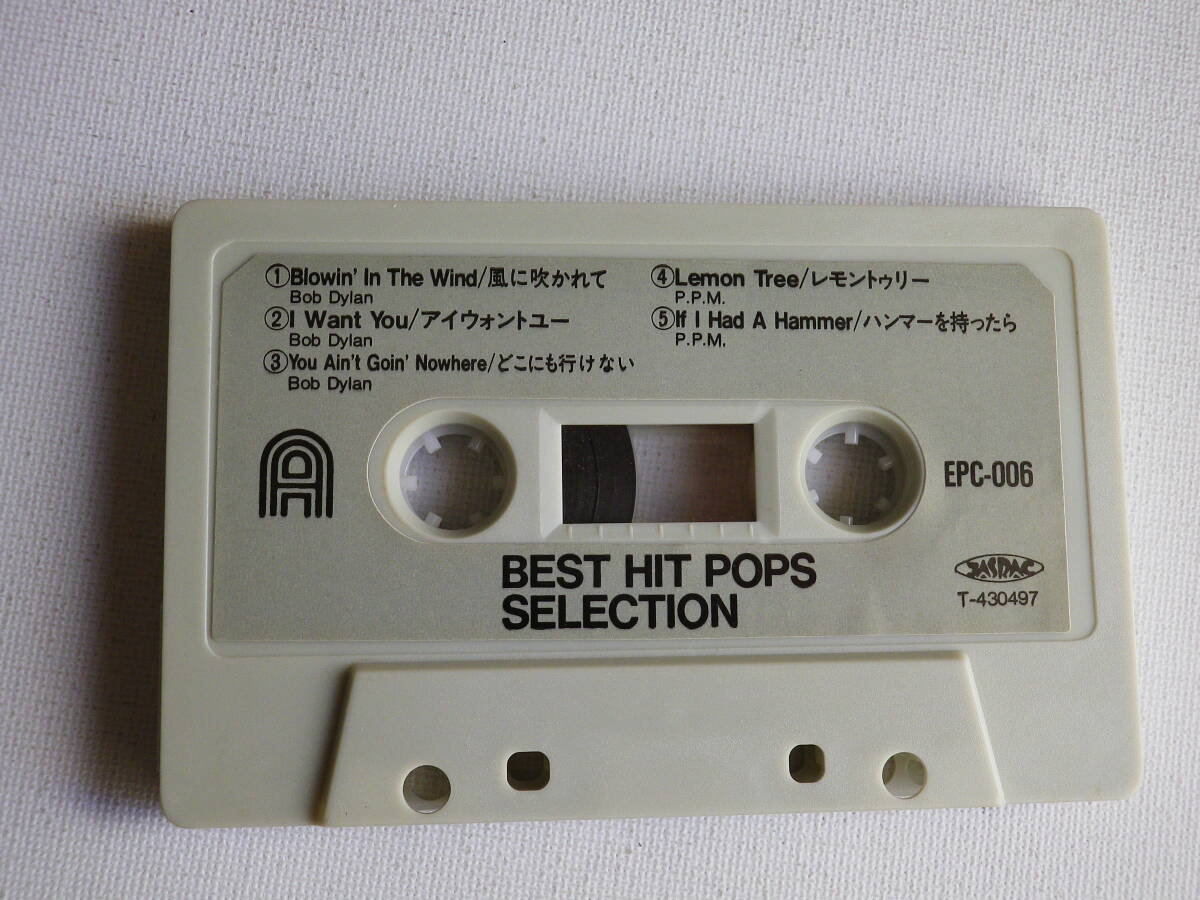 ①Blowin' In The Wind/風に吹かれて
Bob Dylan
②I Want You/アイウォントユー
Bob Dylan
③You Ain't Goin' Nowhere/どこにも行けない
Bob Dylan
④Lemon Tree/レモントゥリー
P.P.M.
⑤If I Had A Hammer/ハンマーを持ったら
P.P.M.
A
EPC-006
BEST HIT POPS
SELECTION
JASRAC
T-430497